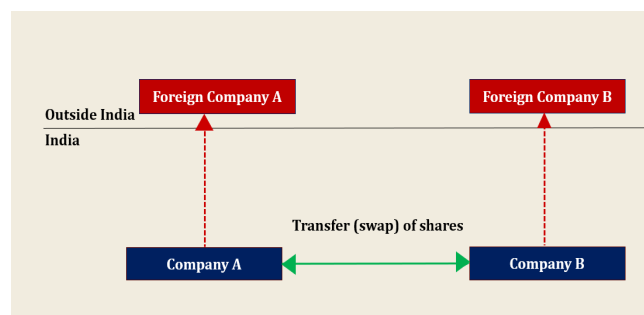 Foreign Company A
Foreign Company B
Outside India
India
Transfer (swap) of shares
Company A
Company B